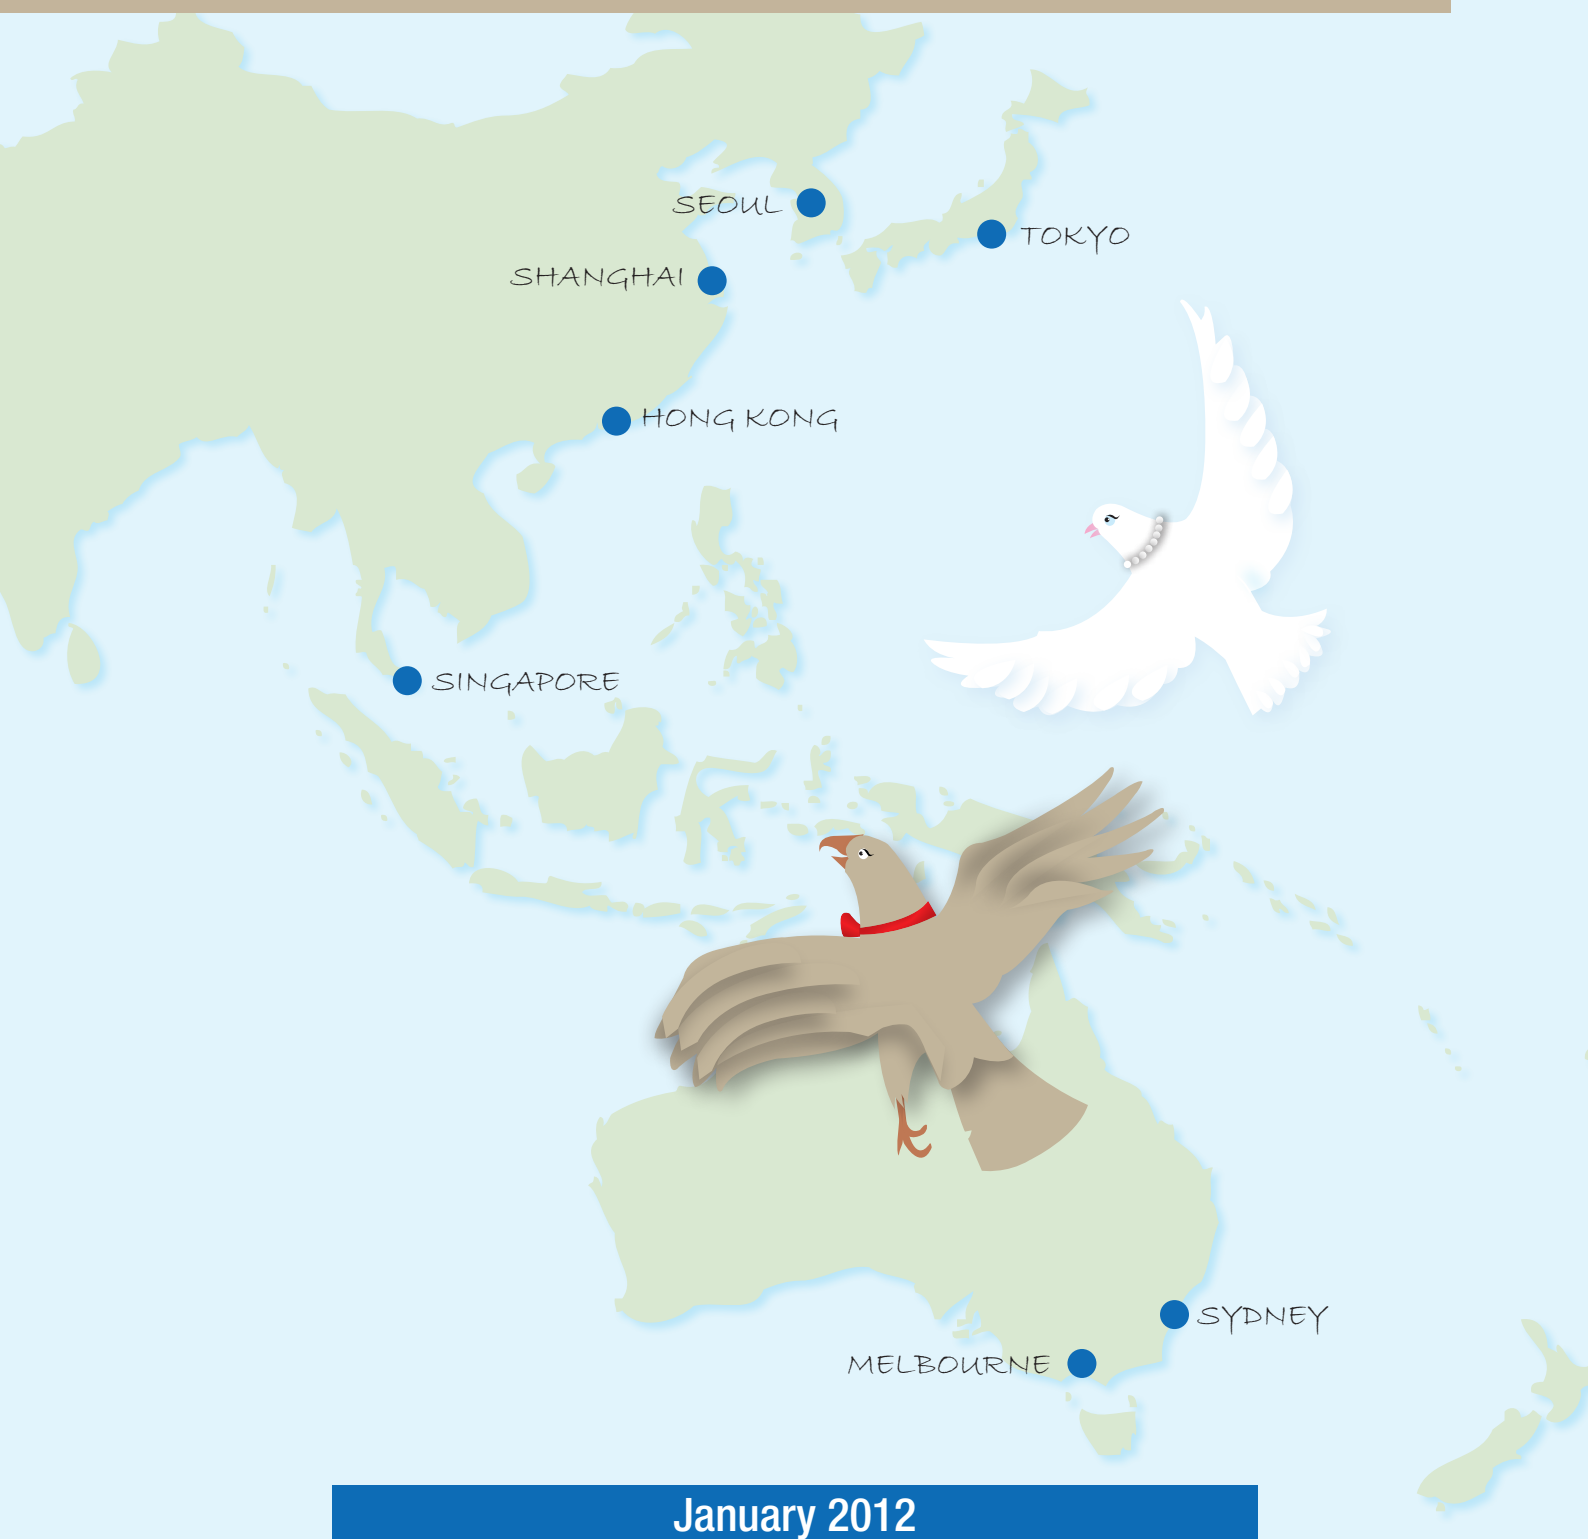 SEOUL
TOKYO
SHANGHAI
HONG KONG
SINGAPORE
SYDNEY
MELBOURNE
January 2012